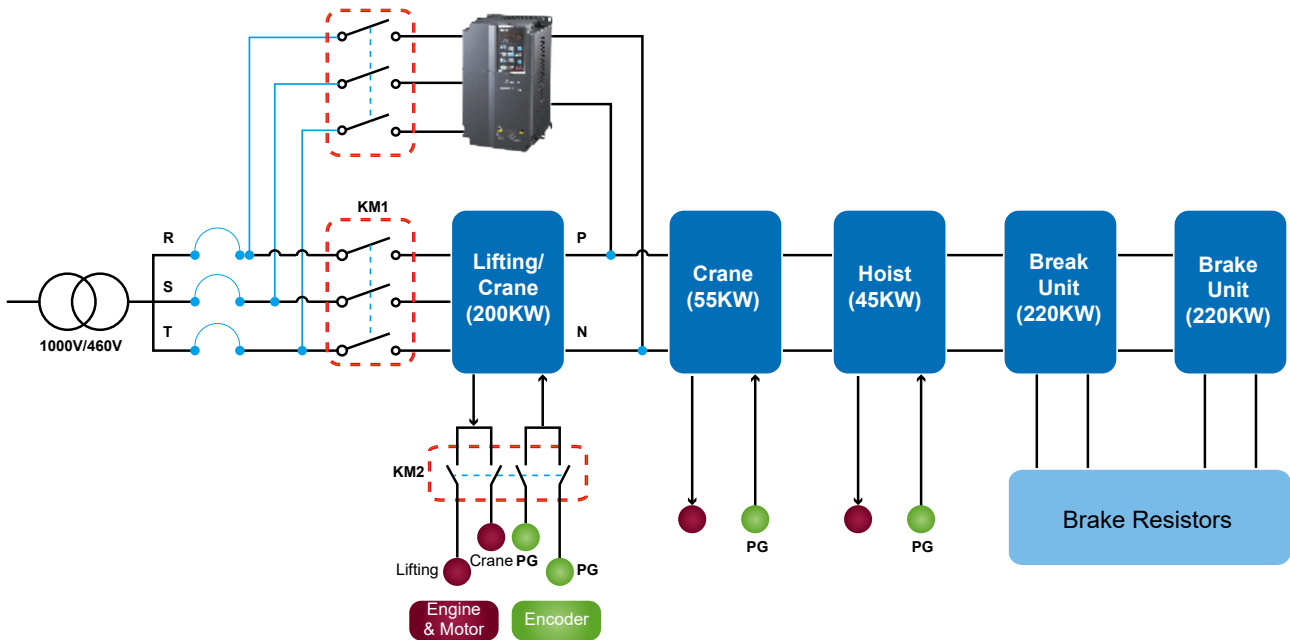 KM1
R
S
T
1000V/460V
Lifting/
Crane
(200KW)
P
N
Crane
(55KW)
Hoist
(45KW)
Break
Unit
(220KW)
Brake
Unit
(220KW)
KM2
Lifting
Crane
PG
PG
PG
PG
Brake Resistors
Engine
& Motor
Encoder